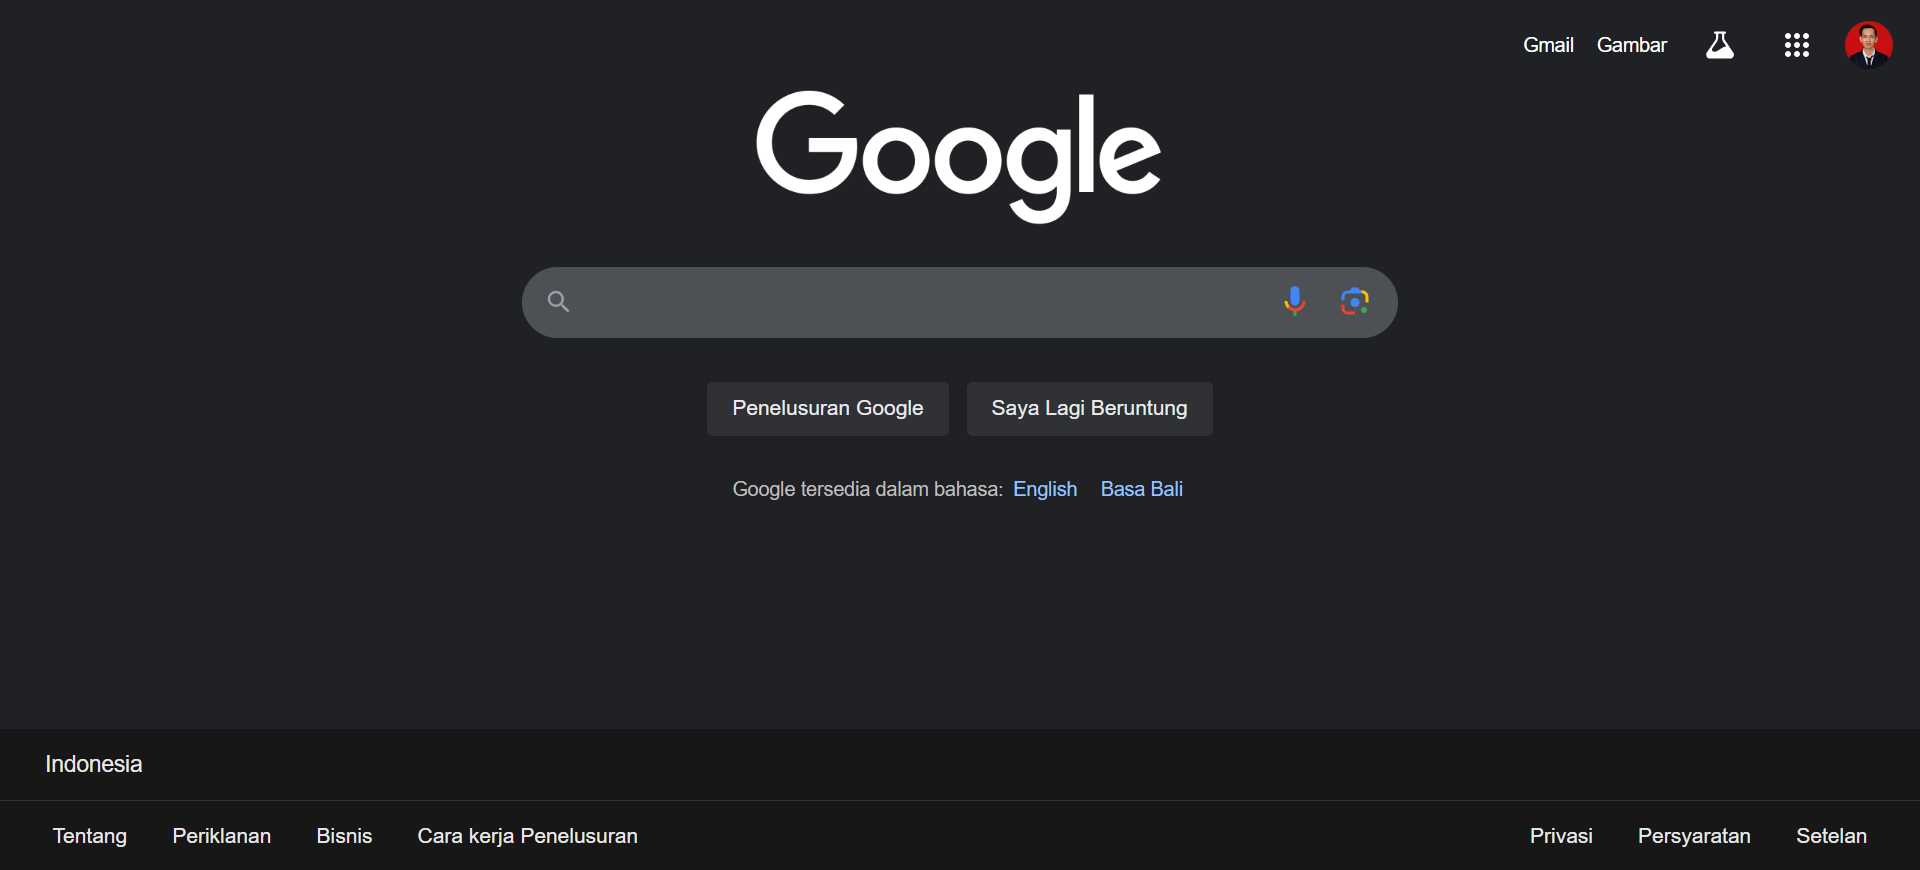 Gmail Gambar
Google
Penelusuran Google Saya Lagi Beruntung
Google tersedia dalam bahasa: English Basa Bali
Indonesia
Tentang Periklanan Bisnis Cara kerja Penelusuran Privasi Persyaratan Setelan